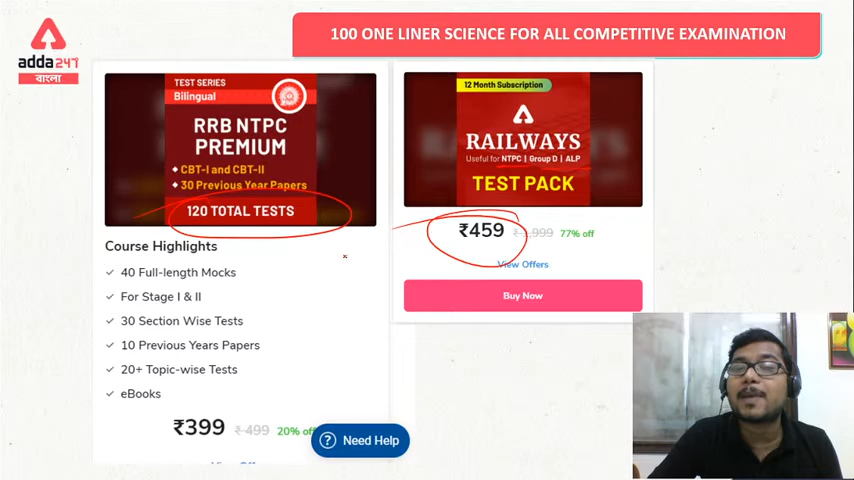 100 ONE LINER SCIENCE FOR ALL COMPETITIVE EXAMINATION
adda247
বাংলা
TEST SERIES
Bilingual
RRB NTPC
PREMIUM
CBT-I and CBT-II
30 Previous Year Papers
120 TOTAL TESTS
Course Highlights
✓ 40 Full-length Mocks
✓ For Stage I & II
✓ 30 Section Wise Tests
✓ 10 Previous Years Papers
✓ 20+ Topic-wise Tests
✓ eBooks
₹399 ₹ 499 20% off
12 Month Subscription
RAILWAYS
Useful for NTPC | Group D | ALP
TEST PACK
₹459 ₹ 1,999 77% off
View Offers
Buy Now
Need Help